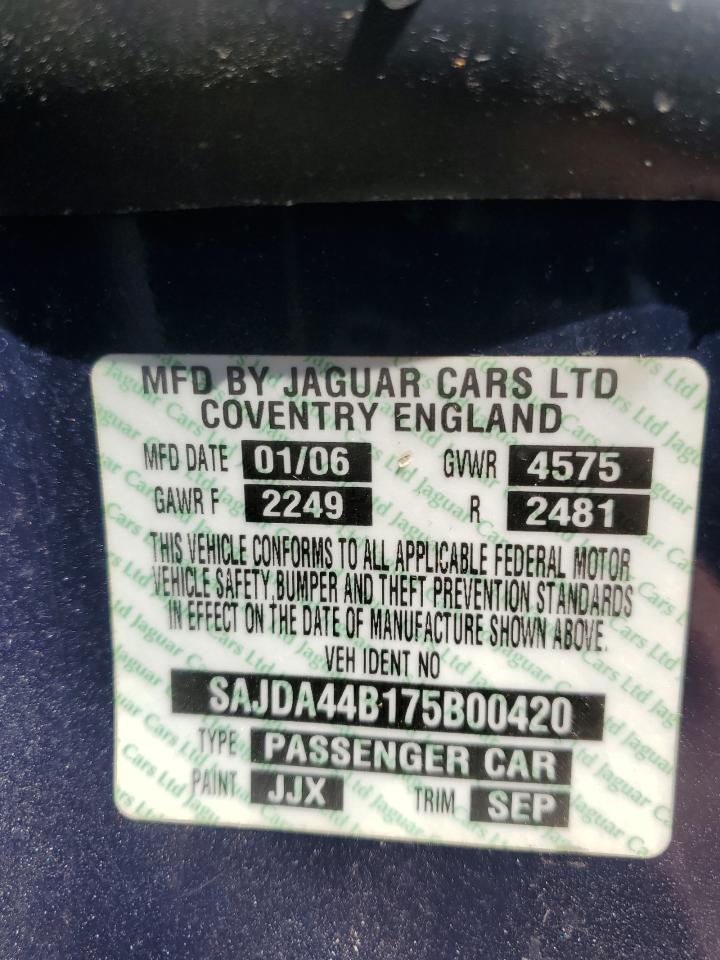 MFD BY JAGUAR CARS LTD
COVENTRY ENGLAND
MFD DATE 01/06 GVWR 4575
GAWR F 2249 R 2481
THIS VEHICLE CONFORMS TO ALL APPLICABLE FEDERAL MOTOR
VEHICLE SAFETY, BUMPER AND THEFT PREVENTION STANDARDS
IN EFFECT ON THE DATE OF MANUFACTURE SHOWN ABOVE.
VEH IDENT NO
SAJDA44B175B00420
TYPE PASSENGER CAR
PAINT JJX TRIM SEP